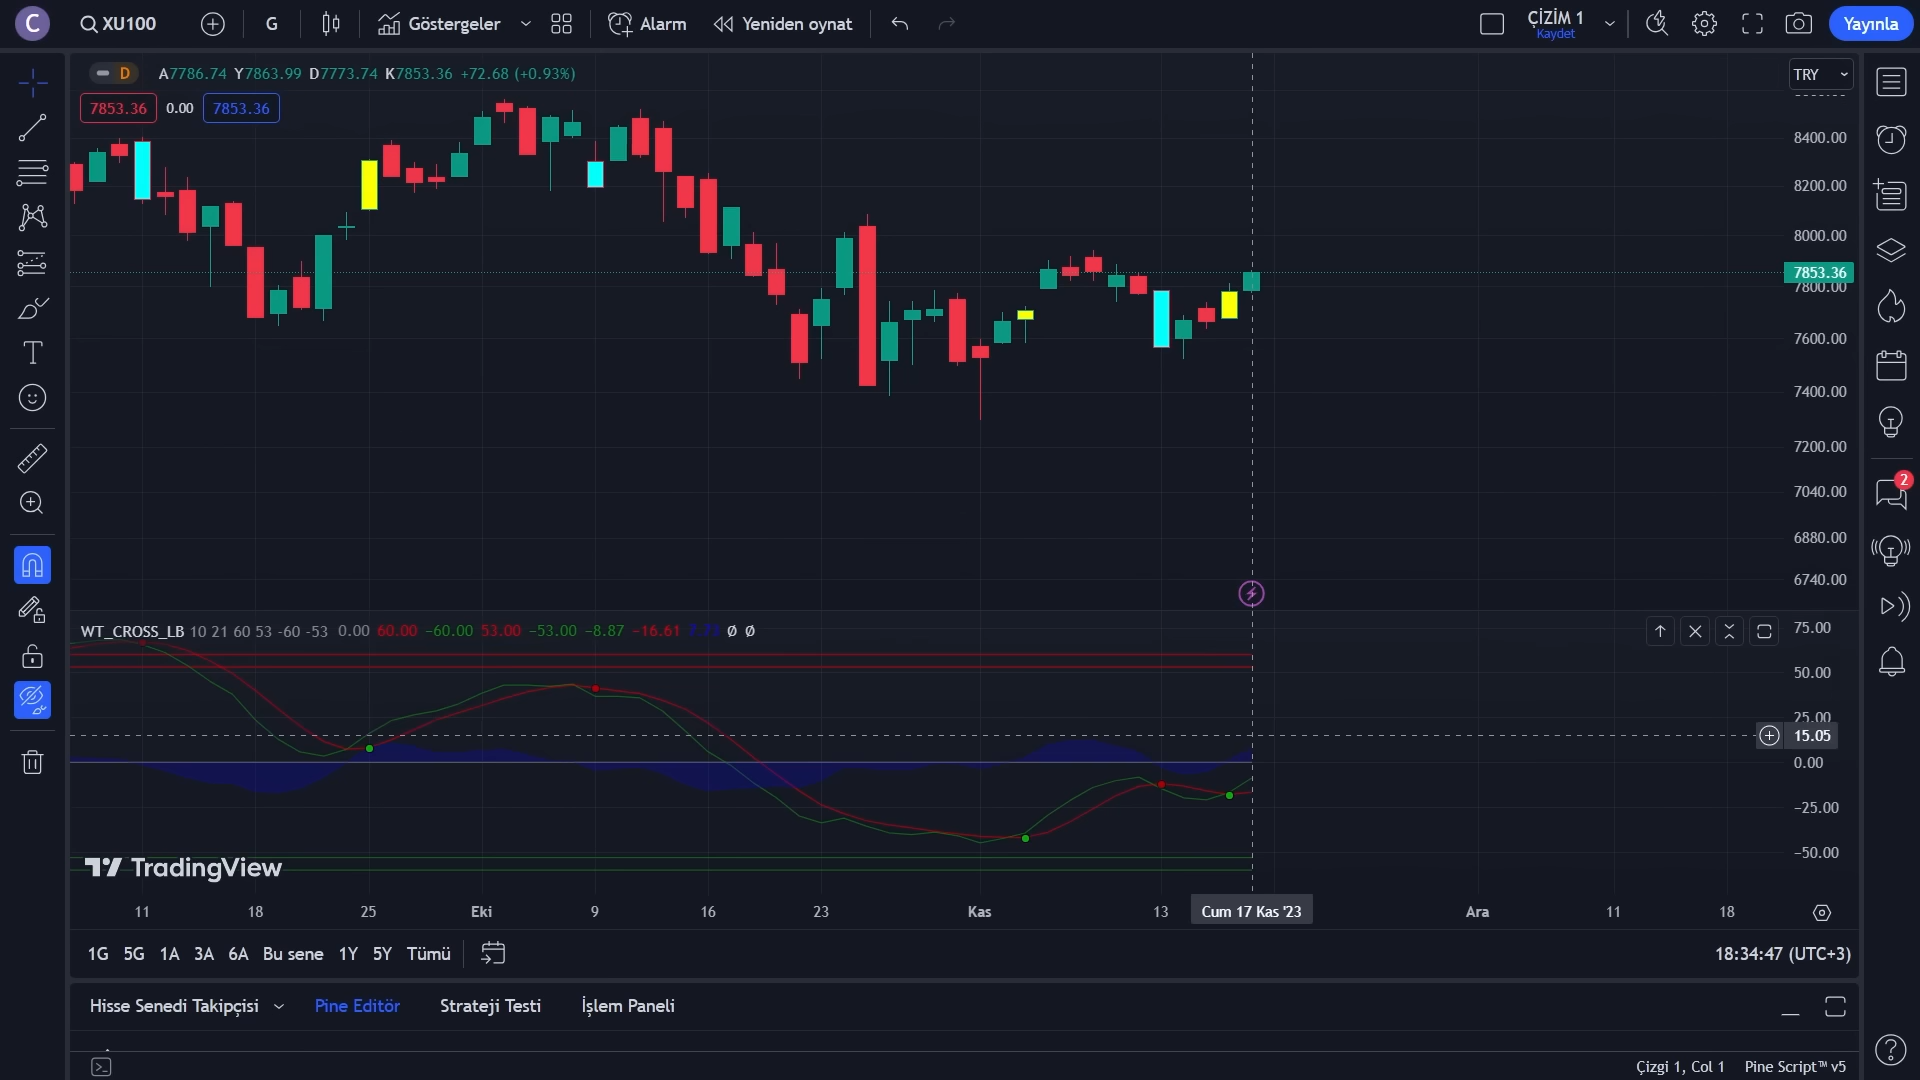 C
XU100
G
Göstergeler
Alarm
Yeniden oynat
ÇİZİM 1
Kaydet
Yayınla
D
A7786.74 Y7863.99 D7773.74 K7853.36 +72.68 (+0.93%)
TRY
7853.36
0.00
7853.36
8400.00
8200.00
8000.00
7853.36
7800.00
7600.00
7400.00
7200.00
7040.00
6880.00
6740.00
2
WT_CROSS_LB 10 21 60 53 -60 -53 0.00 60.00 −60.00 53.00 −53.00 −8.87 −16.61 Ø Ø
75.00
50.00
25.00
15.05
0.00
−25.00
−50.00
TradingView
11
18
25
Eki
9
16
23
Kas
13
Cum 17 Kas '23
Ara
11
18
1G 5G 1A 3A 6A Bu sene 1Y 5Y Tümü
18:34:47 (UTC+3)
Hisse Senedi Takipçisi
Pine Editör
Strateji Testi
İşlem Paneli
Çizgi 1, Col 1
Pine Script™ v5